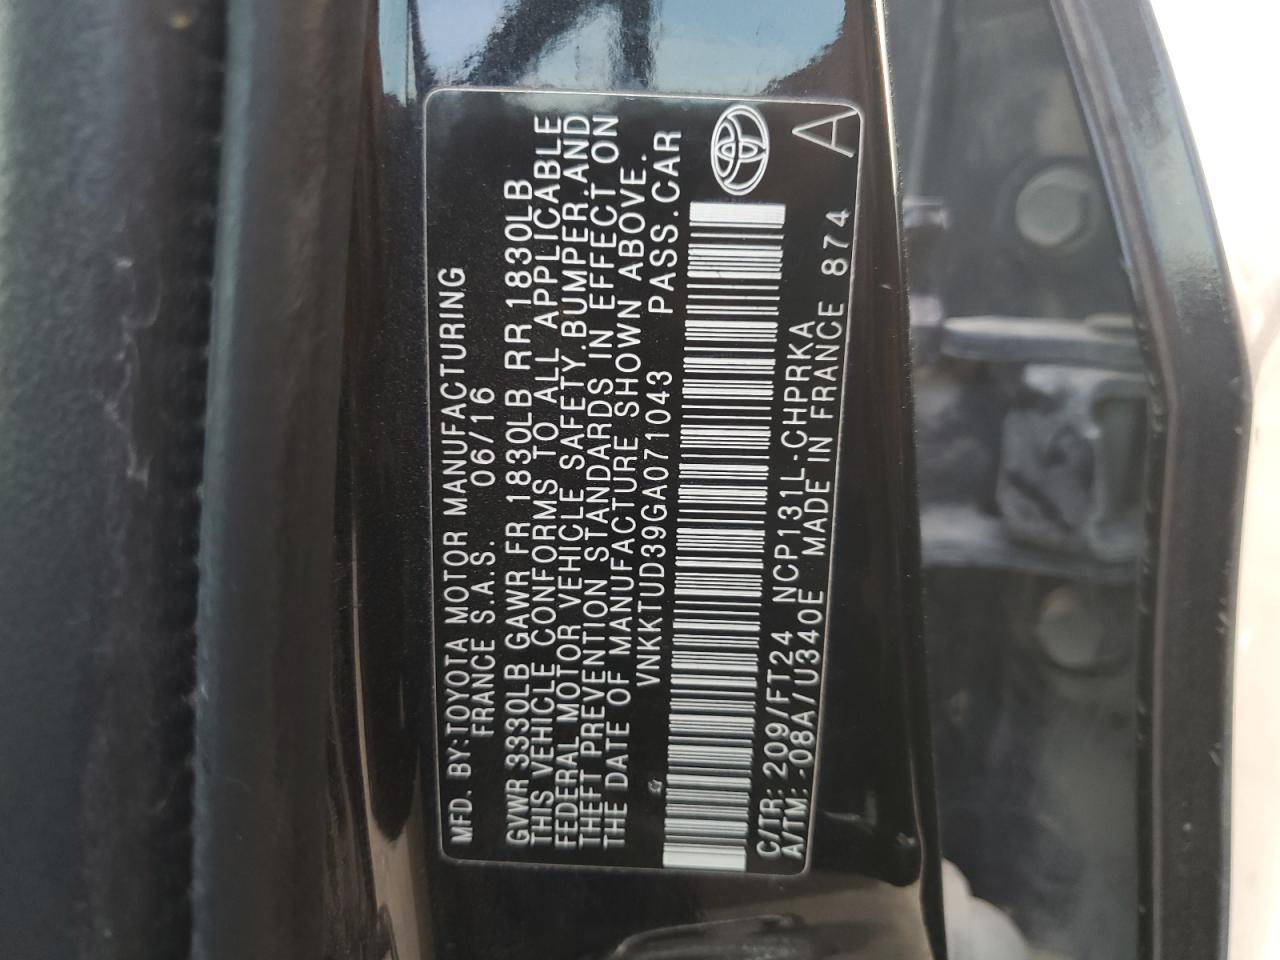 MFD. BY:TOYOTA MOTOR MANUFACTURING
FRANCE S.A.S. 06/16
GVWR 3330LB GAWR FR 1830LB RR 1830LB
THIS VEHICLE CONFORMS TO ALL APPLICABLE
FEDERAL MOTOR VEHICLE SAFETY.BUMPER.AND
THEFT PREVENTION STANDARDS IN EFFECT ON
THE DATE OF MANUFACTURE SHOWN ABOVE.
VNKKTUD39GA071043 PASS.CAR
C/TR: 209/FT24 NCP131L-CHPRKA
A/TM: -08A/U340E MADE IN FRANCE 874
A